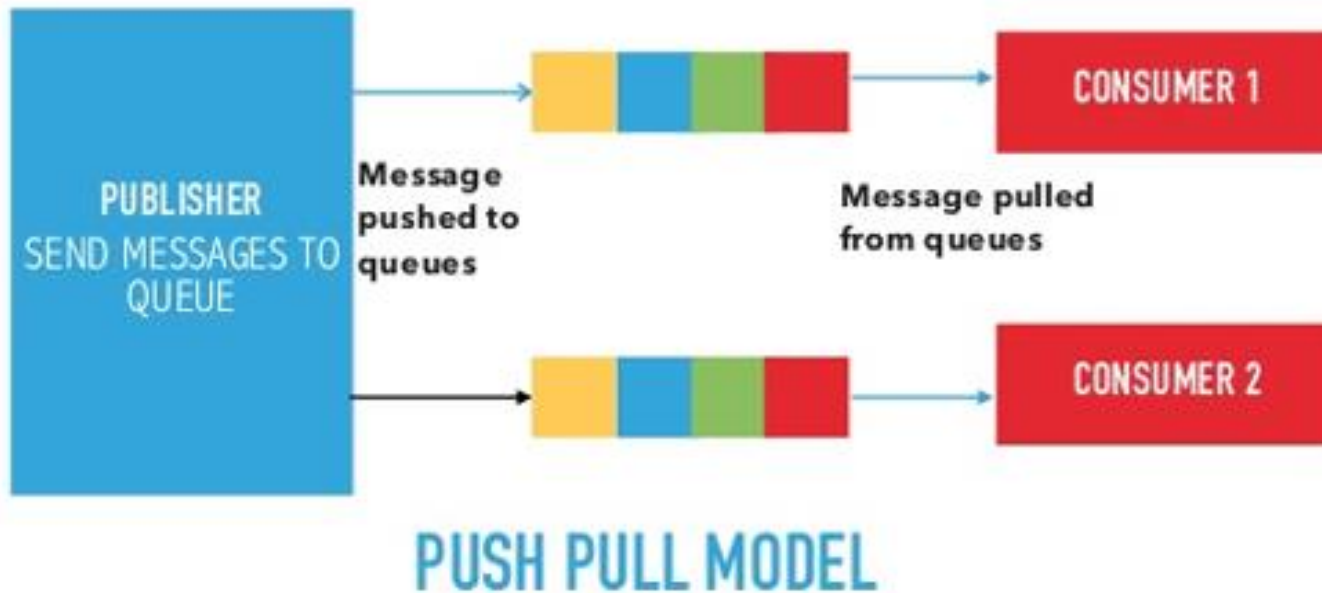 PUBLISHER
SEND MESSAGES TO
QUEUE
Message
pushed to
queues
Message pulled
from queues
CONSUMER 1
CONSUMER 2
PUSH PULL MODEL